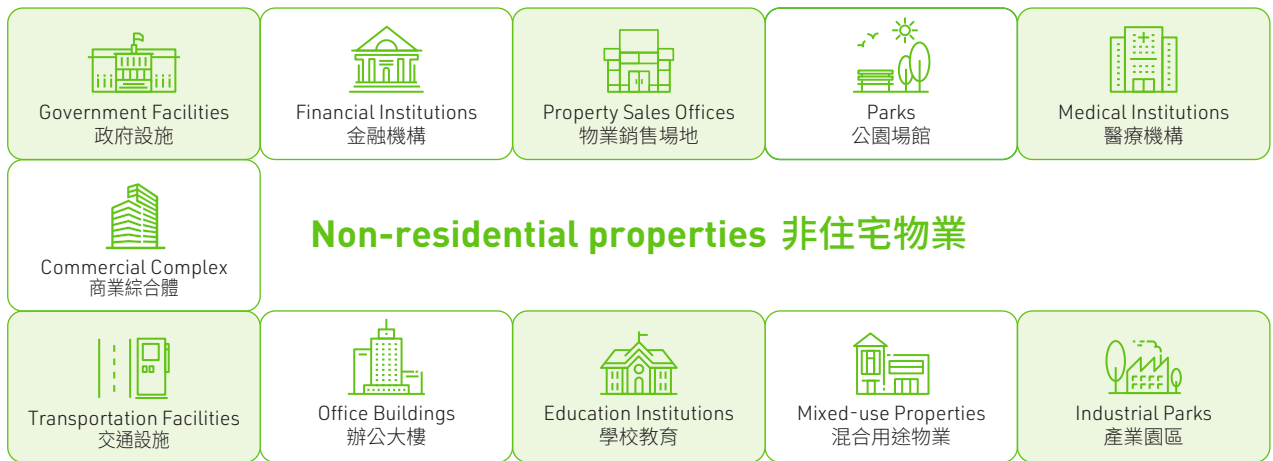 Government Facilities
政府設施
Financial Institutions
金融機構
Property Sales Offices
物業銷售場地
Parks
公園場館
Medical Institutions
醫療機構
Commercial Complex
商業綜合體
Non-residential properties 非住宅物業
Transportation Facilities
交通設施
Office Buildings
辦公大樓
Education Institutions
學校教育
Mixed-use Properties
混合用途物業
Industrial Parks
產業園區